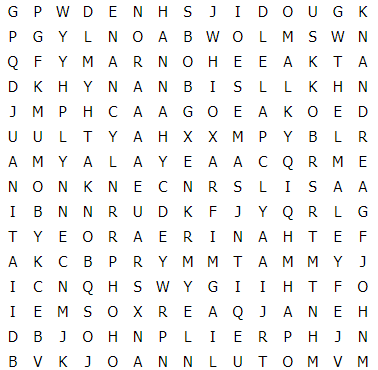 G P W D E N H S J I D O U G K
P G Y L N O A B W O L M S W N
Q F Y M A R N O H E E A K T A
D K H Y N A N B I S L L K H N
J M P H C A A G O E A K O E D
U U L T Y A H X X M P Y B L R
A M Y A L A Y E A A C Q R M E
N O N K N E C N R S L I S A A
I B N N R U D K F J Y Q R L G
T Y E O R A E R I N A H T E F
A K C B P R Y M M T A M M Y J
I C N Q H S W Y G I I H T F O
I E M S O X R E A Q J A N E H
D B J O H N P L I E R P H J N
B V K J O A N N L U T O M V M